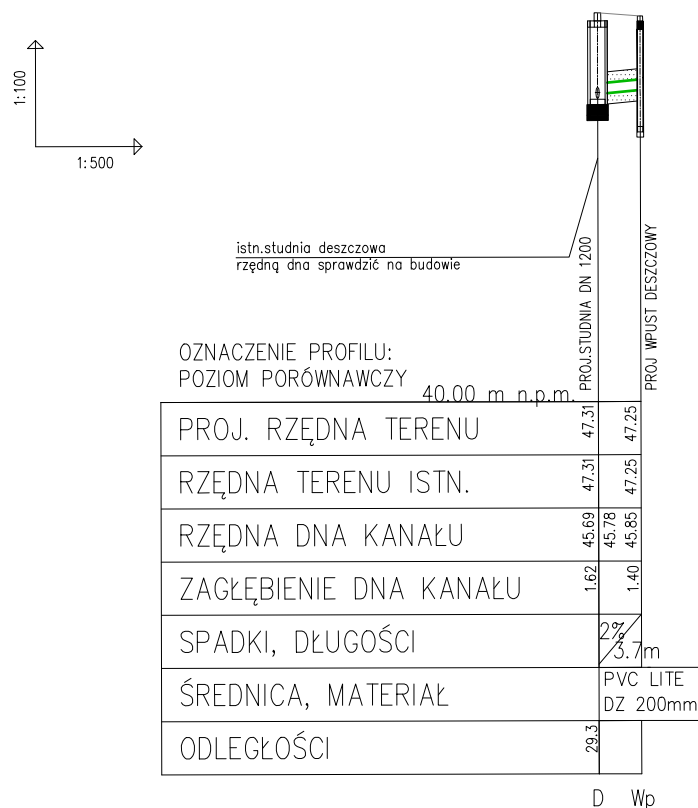 1:100
1:500
istn.studnia deszczowa
rzędną dna sprawdzić na budowie
PROJ.STUDNIA DN 1200
PROJ WPUST DESZCZOWY
OZNACZENIE PROFILU:
POZIOM PORÓWNAWCZY
40.00 m n.p.m.
PROJ. RZĘDNA TERENU 47.31 47.25
RZĘDNA TERENU ISTN. 47.31 47.25
RZĘDNA DNA KANAŁU 45.69 45.78 45.85
ZAGŁĘBIENIE DNA KANAŁU 1.62 1.40
SPADKI, DŁUGOŚCI 2% 3.7m
ŚREDNICA, MATERIAŁ PVC LITE
DZ 200mm
ODLEGŁOŚCI 29.3
D Wp